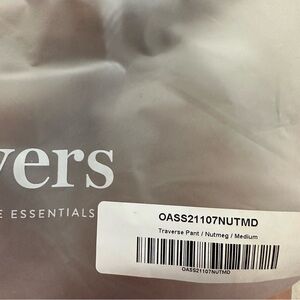 vers
E ESSENTIALS
OASS21107NUTMD
Traverse Pant / Nutmeg / Medium
OASS21107NUTMD